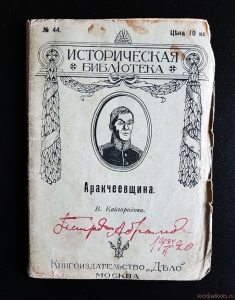 № 44.
Цѣна 10 к.
ИСТОРИЧЕСКАЯ
БИБЛІОТЕКА
Аракчеевщина.
В. Кайгородова.
Книгоиздательство „Дѣло“
МОСКВА